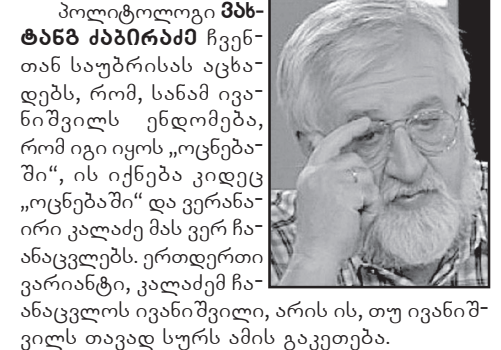 პოლიტოლოგი ვახ-
ტანგ ძაბირაძე ჩვენ-
თან საუბრისას აცხა-
დებს, რომ, სანამ ივა-
ნიშვილს ენდომება,
რომ იგი იყოს „ოცნება-
ში“, ის იქნება კიდეც
„ოცნებაში“ და ვერანა-
ირი კალაძე მას ვერ ჩა-
ანაცვლებს. ერთდერთი
ვარიანტი, კალაძემ ჩა-
ანაცვლოს ივანიშვილი, არის ის, თუ ივანიშ-
ვილს თავად სურს ამის გაკეთება.